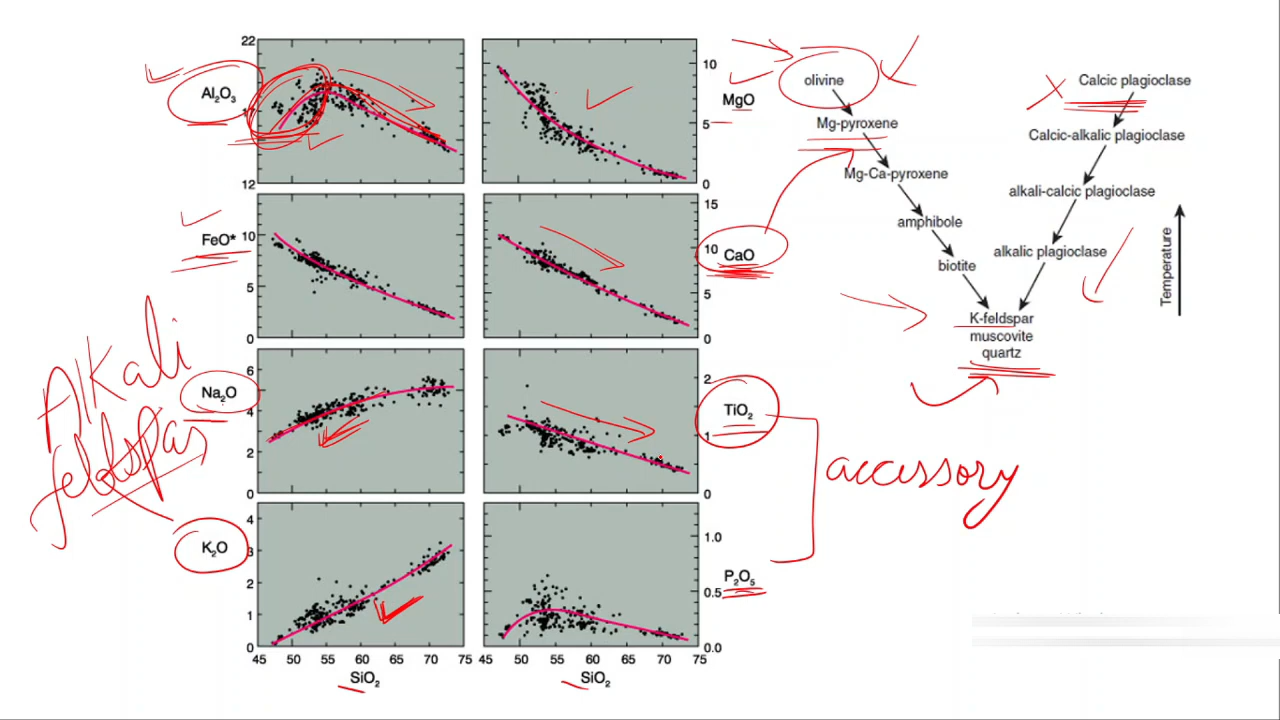 22
Al₂O₃
12
10
MgO
5
0
olivine
Calcic plagioclase
Mg-pyroxene
Calcic-alkalic plagioclase
Mg-Ca-pyroxene
alkali-calcic plagioclase
amphibole
alkalic plagioclase
biotite
K-feldspar
muscovite
quartz
Temperature
FeO*
10
5
0
15
10
CaO
5
0
Alkali
feldspar
Na₂O
6
4
2
0
2
TiO₂
1
0
accessory
K₂O
4
3
2
1
0
1.0
P₂O₅
0.5
0.0
45 50 55 60 65 70 75
45 50 55 60 65 70 75
SiO₂
SiO₂